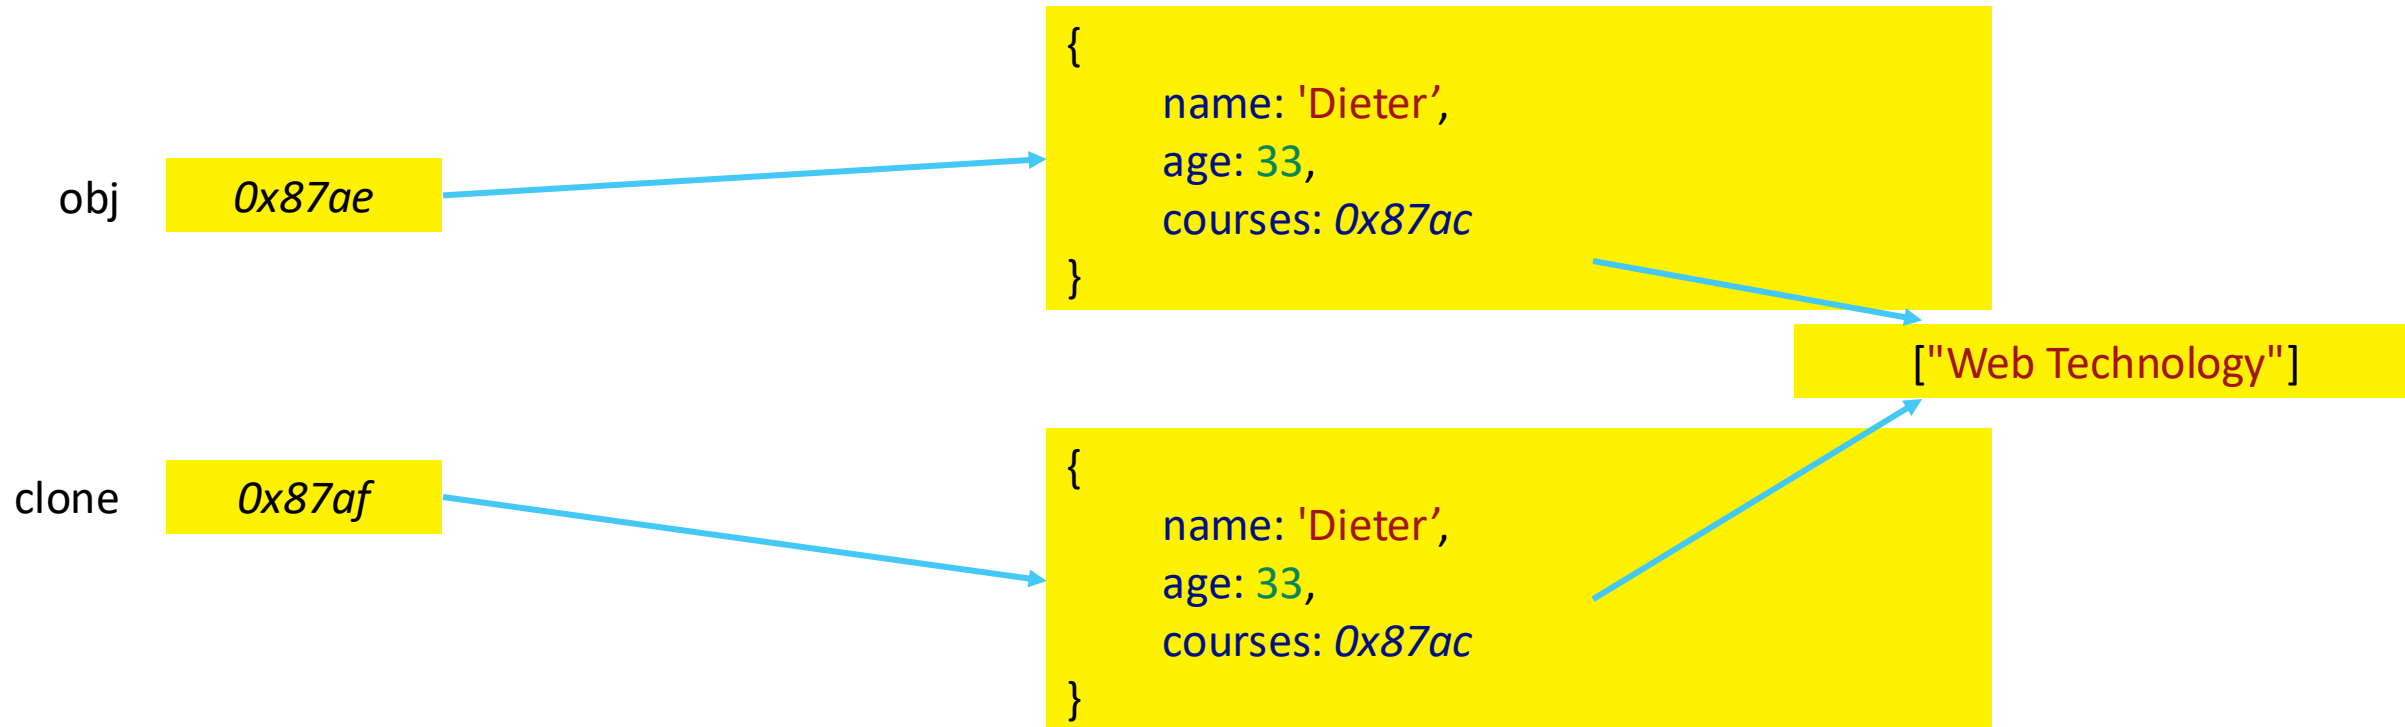 {
name: 'Dieter’,
age: 33,
courses: 0x87ac
}
obj 0x87ae
["Web Technology"]
clone 0x87af
{
name: 'Dieter’,
age: 33,
courses: 0x87ac
}